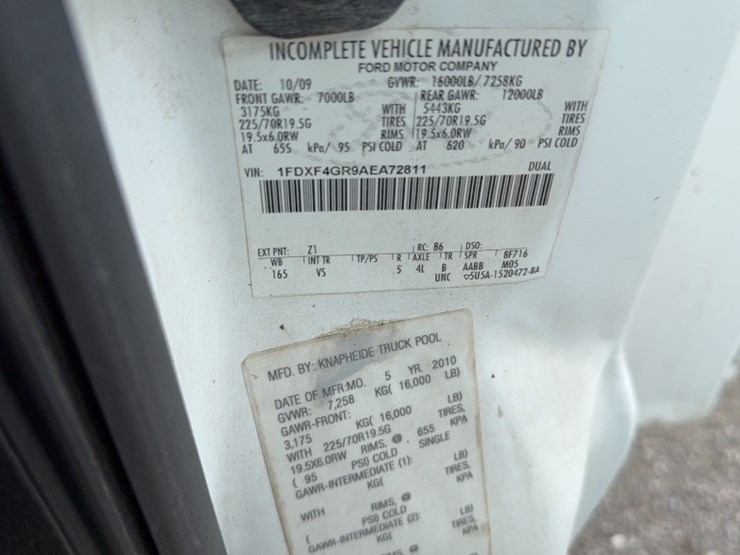 INCOMPLETE VEHICLE MANUFACTURED BY
FORD MOTOR COMPANY
DATE: 10/09 GVWR: 16000LB/ 7258KG
FRONT GAWR: 7000LB REAR GAWR: 12000LB
3175KG WITH 5443KG WITH
225/70R19.5G TIRES 225/70R19.5G TIRES
19.5x6.0RW RIMS 19.5x6.0RW RIMS
AT 655 kPa/ 95 PSI COLD AT 620 kPa/ 90 PSI COLD
VIN: 1FDXF4GR9AEA72811 DUAL
EXT PNT: Z1 RC: B6 DSO:
WB INT TR TP/PS R AXLE TR SPR BF716
165 VS .5 4L B AABB M05
UNC 5U5A-1520472-BA
MFD. BY: KNAPHEIDE TRUCK POOL
DATE OF MFR:MO. 5 YR. 2010
GVWR: 7,258 KG( 16,000 LB)
GAWR-FRONT:
3,175 KG( 16,000 LB)
WITH 225/70R19.5G TIRES,
19.5X6.0RW RIMS, @ 655 KPA
( 95 PSI) COLD SINGLE
GAWR-INTERMEDIATE (1):
KG( LB)
WITH TIRES,
RIMS, @ KPA
( PSI) COLD
GAWR-INTERMEDIATE (2):
KG( LB)
TIRES,
RIMS @ KPA